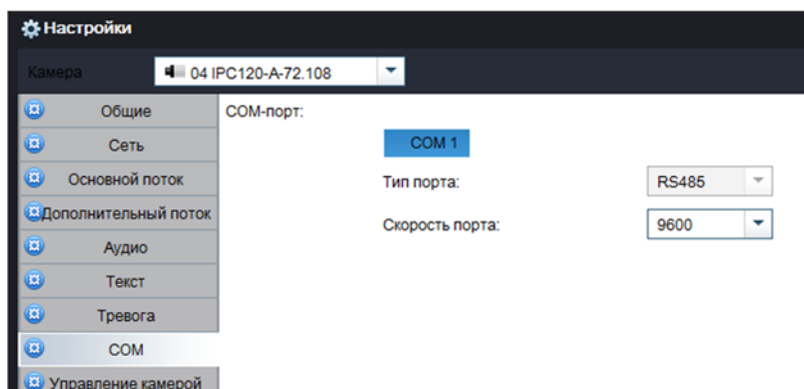 Настройки
Камера 04 IPC120-A-72.108
Общие COM-порт:
Сеть COM 1
Основной поток Тип порта: RS485
Дополнительный поток Скорость порта: 9600
Аудио
Текст
Тревога
COM
Управление камерой